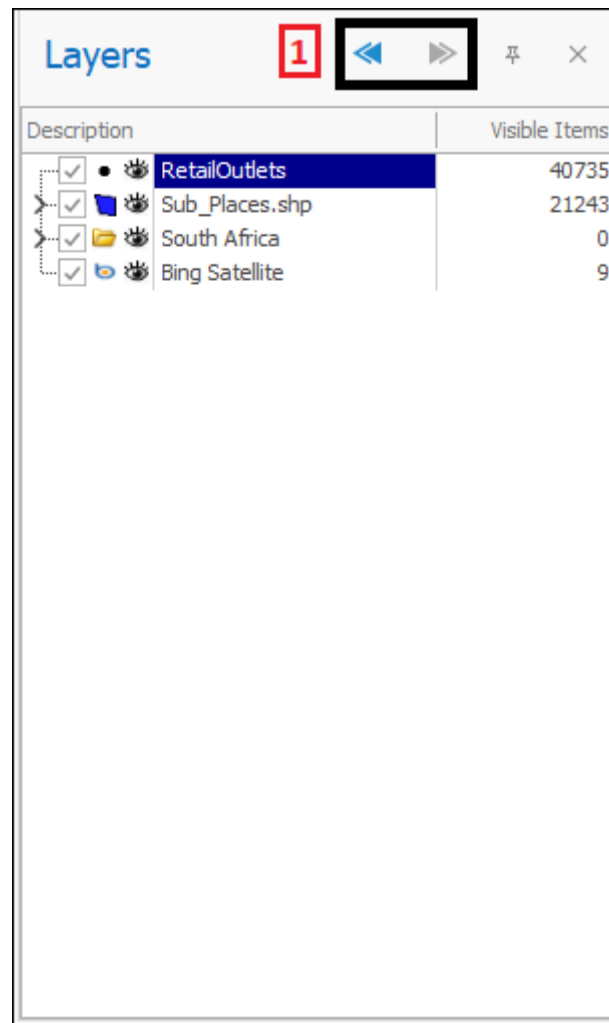 Layers 1
Description Visible Items
RetailOutlets 40735
Sub_Places.shp 21243
South Africa 0
Bing Satellite 9